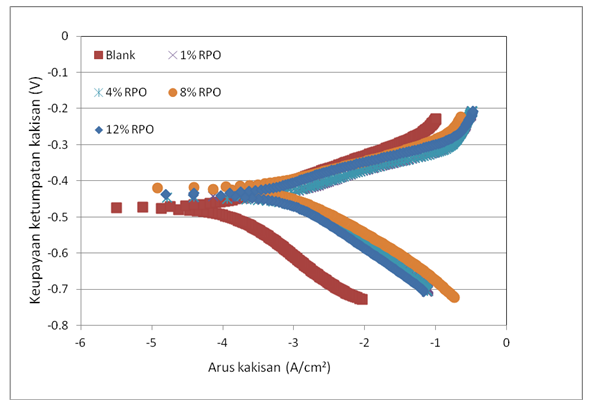 0
-0.1
-0.2
-0.3
-0.4
-0.5
-0.6
-0.7
-0.8
Keupayaan ketumpatan kakisan (V)
Blank
1% RPO
4% RPO
8% RPO
12% RPO
-6 -5 -4 -3 -2 -1 0
Arus kakisan (A/cm²)